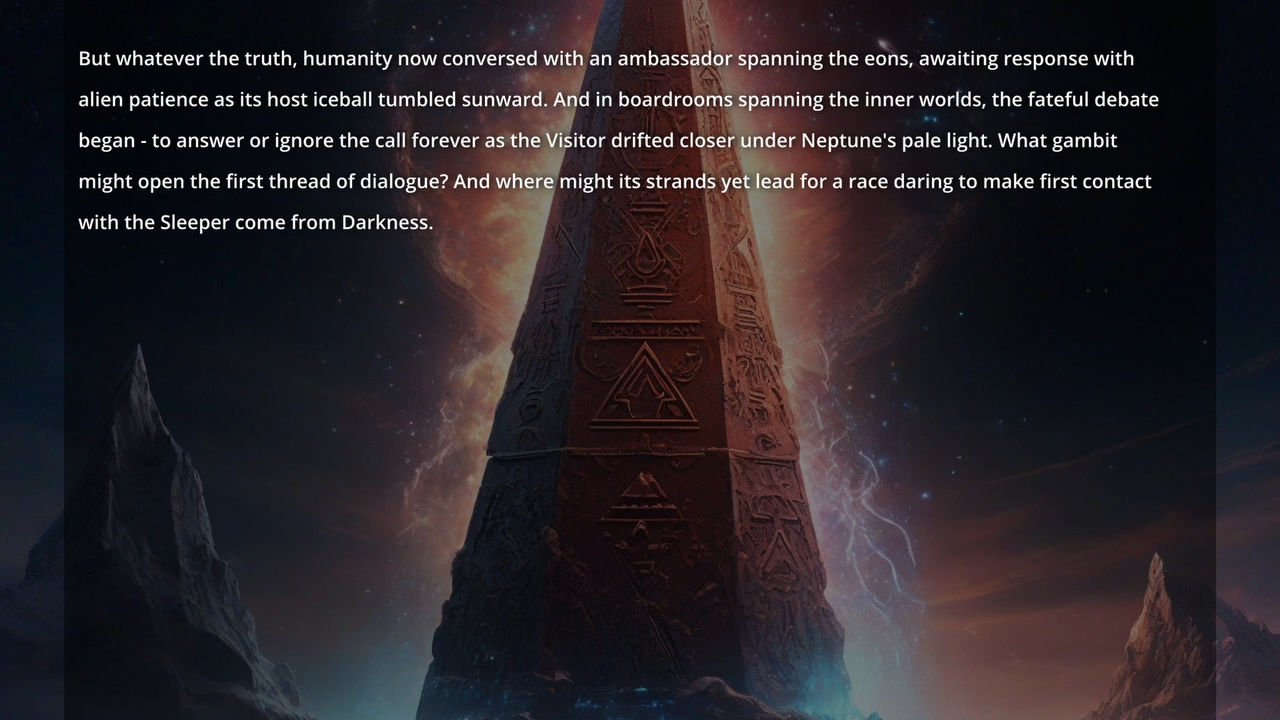 But whatever the truth, humanity now conversed with an ambassador spanning the eons, awaiting response with
alien patience as its host iceball tumbled sunward. And in boardrooms spanning the inner worlds, the fateful debate
began - to answer or ignore the call forever as the Visitor drifted closer under Neptune's pale light. What gambit
might open the first thread of dialogue? And where might its strands yet lead for a race daring to make first contact
with the Sleeper come from Darkness.